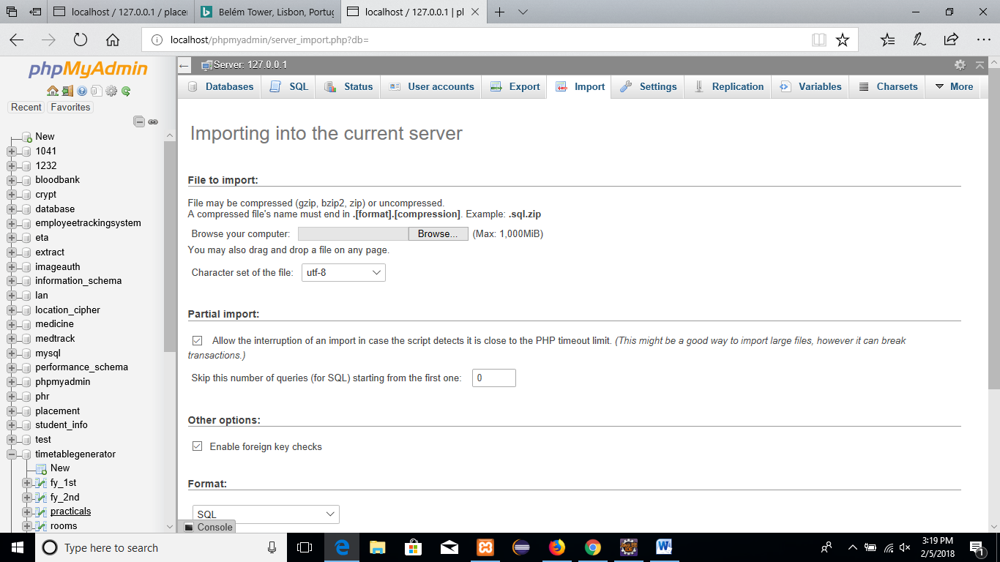 localhost / 127.0.0.1 / placer
Belém Tower, Lisbon, Portug
localhost / 127.0.0.1 | pl
localhost/phpmyadmin/server_import.php?db=
phpMyAdmin
Recent
Favorites
New
1041
1232
bloodbank
crypt
database
employeetrackingsystem
eta
extract
imageauth
information_schema
lan
location_cipher
medicine
medtrack
mysql
performance_schema
phpmyadmin
phr
placement
student_info
test
timetablegenerator
New
fy_1st
fy_2nd
practicals
rooms
Server: 127.0.0.1
Databases
SQL
Status
User accounts
Export
Import
Settings
Replication
Variables
Charsets
More
Importing into the current server
File to import:
File may be compressed (gzip, bzip2, zip) or uncompressed.
A compressed file's name must end in .[format].[compression]. Example: .sql.zip
Browse your computer: Browse... (Max: 1,000MiB)
You may also drag and drop a file on any page.
Character set of the file: utf-8
Partial import:
Allow the interruption of an import in case the script detects it is close to the PHP timeout limit. (This might be a good way to import large files, however it can break
transactions.)
Skip this number of queries (for SQL) starting from the first one: 0
Other options:
Enable foreign key checks
Format:
SQL
Console
Type here to search
3:19 PM
2/5/2018
1